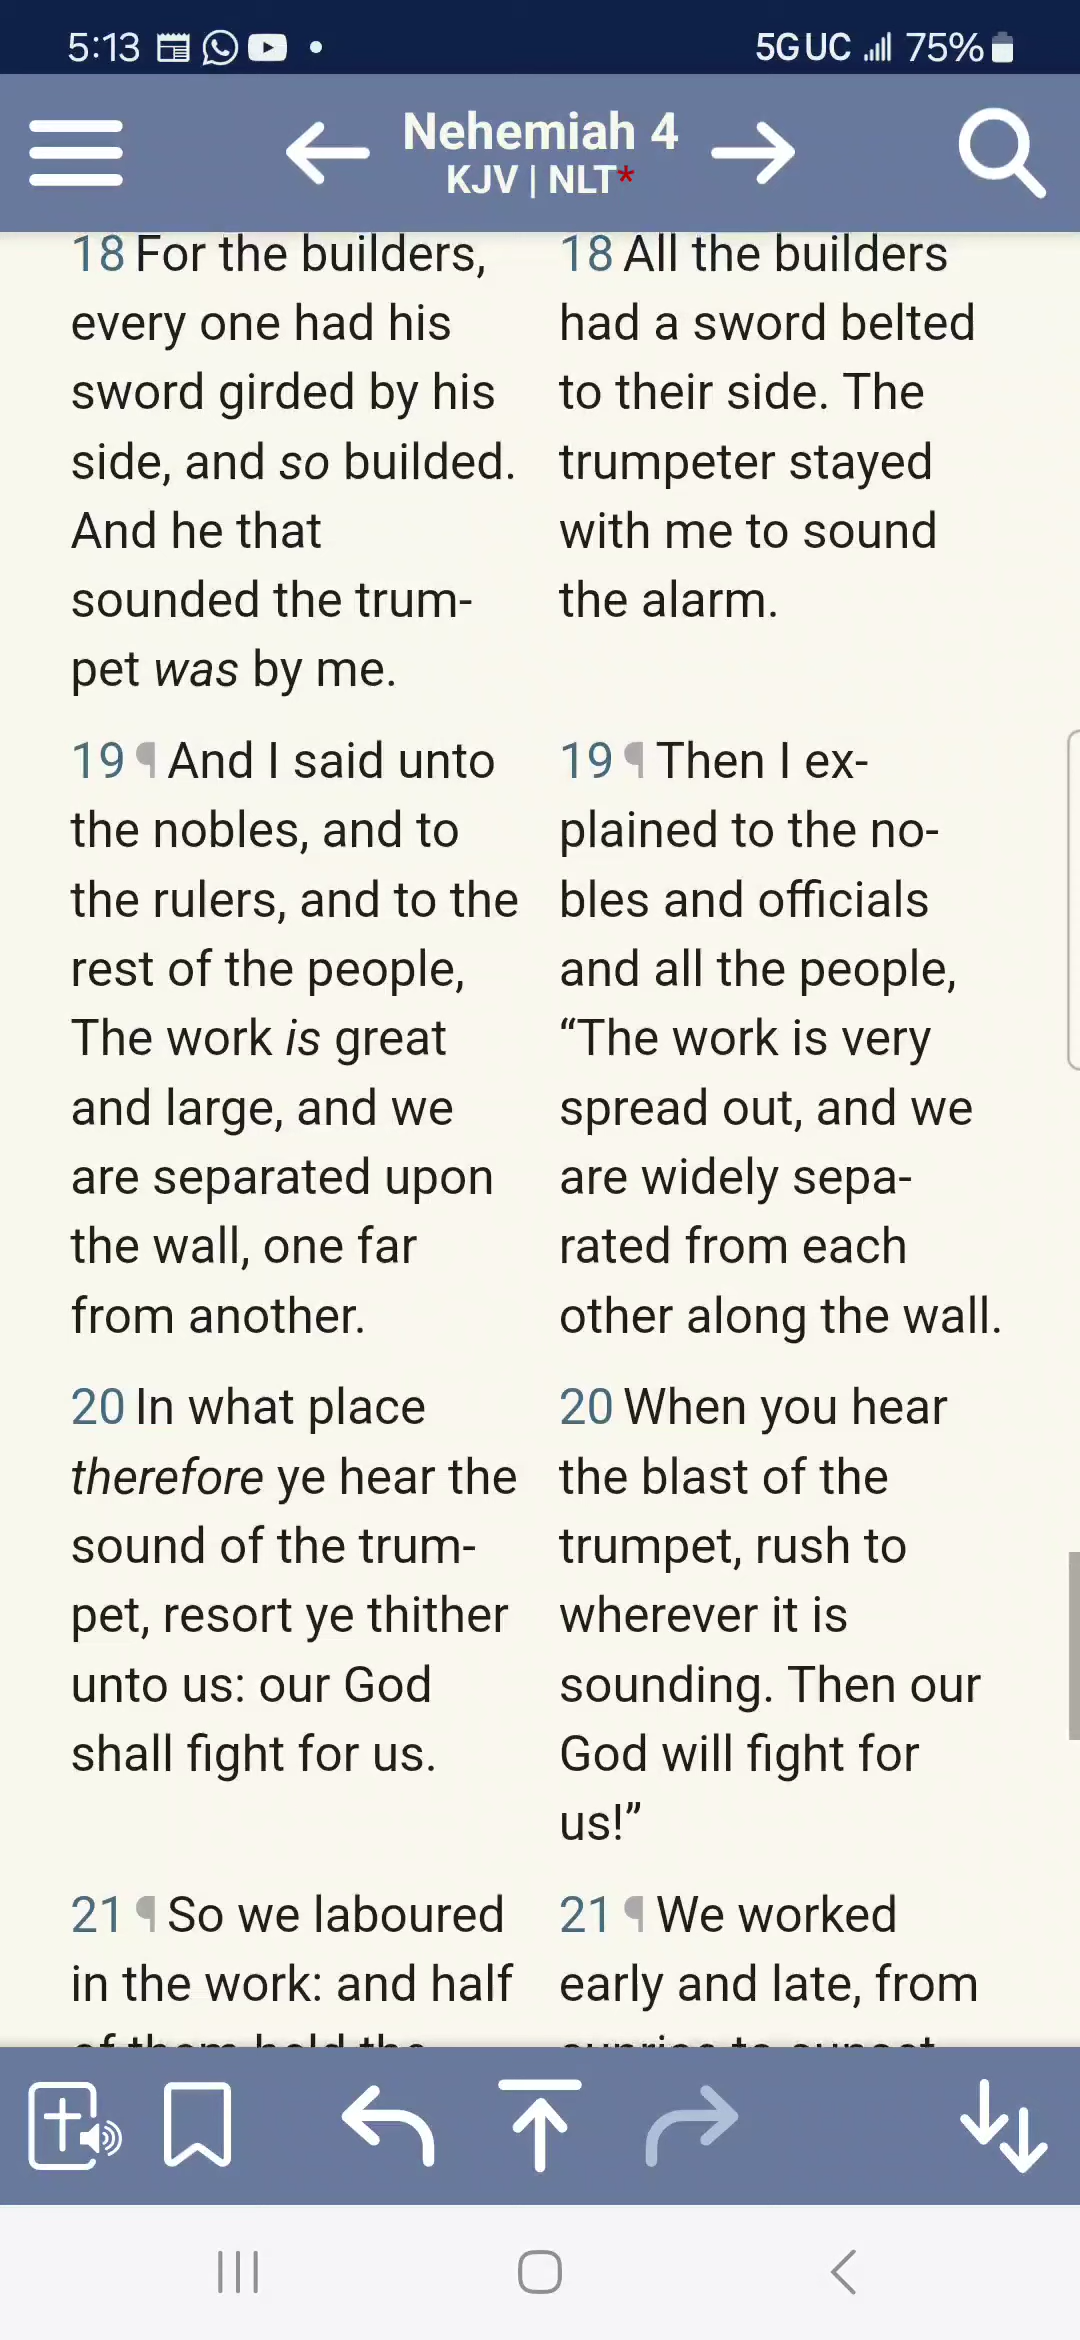 5:13
5G UC 75%
Nehemiah 4
KJV | NLT*
18 For the builders,
every one had his
sword girded by his
side, and so builded.
And he that
sounded the trum-
pet was by me.
19 ¶ And I said unto
the nobles, and to
the rulers, and to the
rest of the people,
The work is great
and large, and we
are separated upon
the wall, one far
from another.
20 In what place
therefore ye hear the
sound of the trum-
pet, resort ye thither
unto us: our God
shall fight for us.
21 ¶ So we laboured
in the work: and half
of them held the
18 All the builders
had a sword belted
to their side. The
trumpeter stayed
with me to sound
the alarm.
19 ¶ Then I ex-
plained to the no-
bles and officials
and all the people,
“The work is very
spread out, and we
are widely sepa-
rated from each
other along the wall.
20 When you hear
the blast of the
trumpet, rush to
wherever it is
sounding. Then our
God will fight for
us!”
21 ¶ We worked
early and late, from
sunrise to sunset